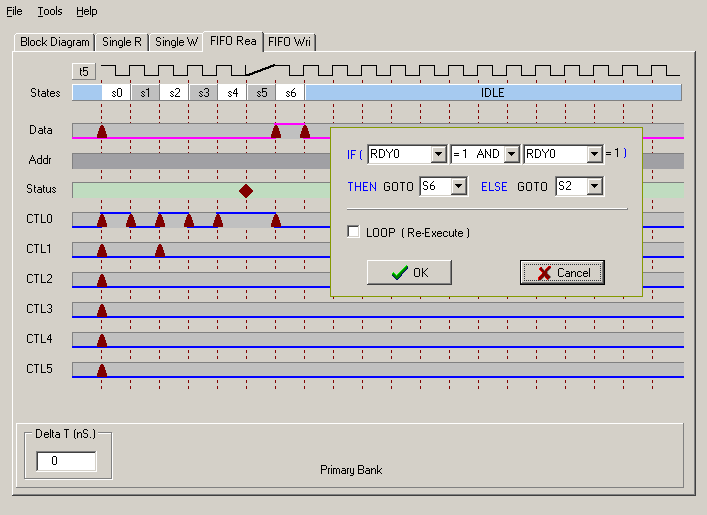 File Tools Help
Block Diagram Single R Single W FIFO Rea FIFO Wri
t5
States s0 s1 s2 s3 s4 s5 s6 IDLE
Data
Addr
Status
CTL0
CTL1
CTL2
CTL3
CTL4
CTL5
IF ( RDY0 = 1 AND RDY0 = 1 )
THEN GOTO S6 ELSE GOTO S2
LOOP ( Re-Execute )
OK Cancel
Delta T (nS.)
0
Primary Bank